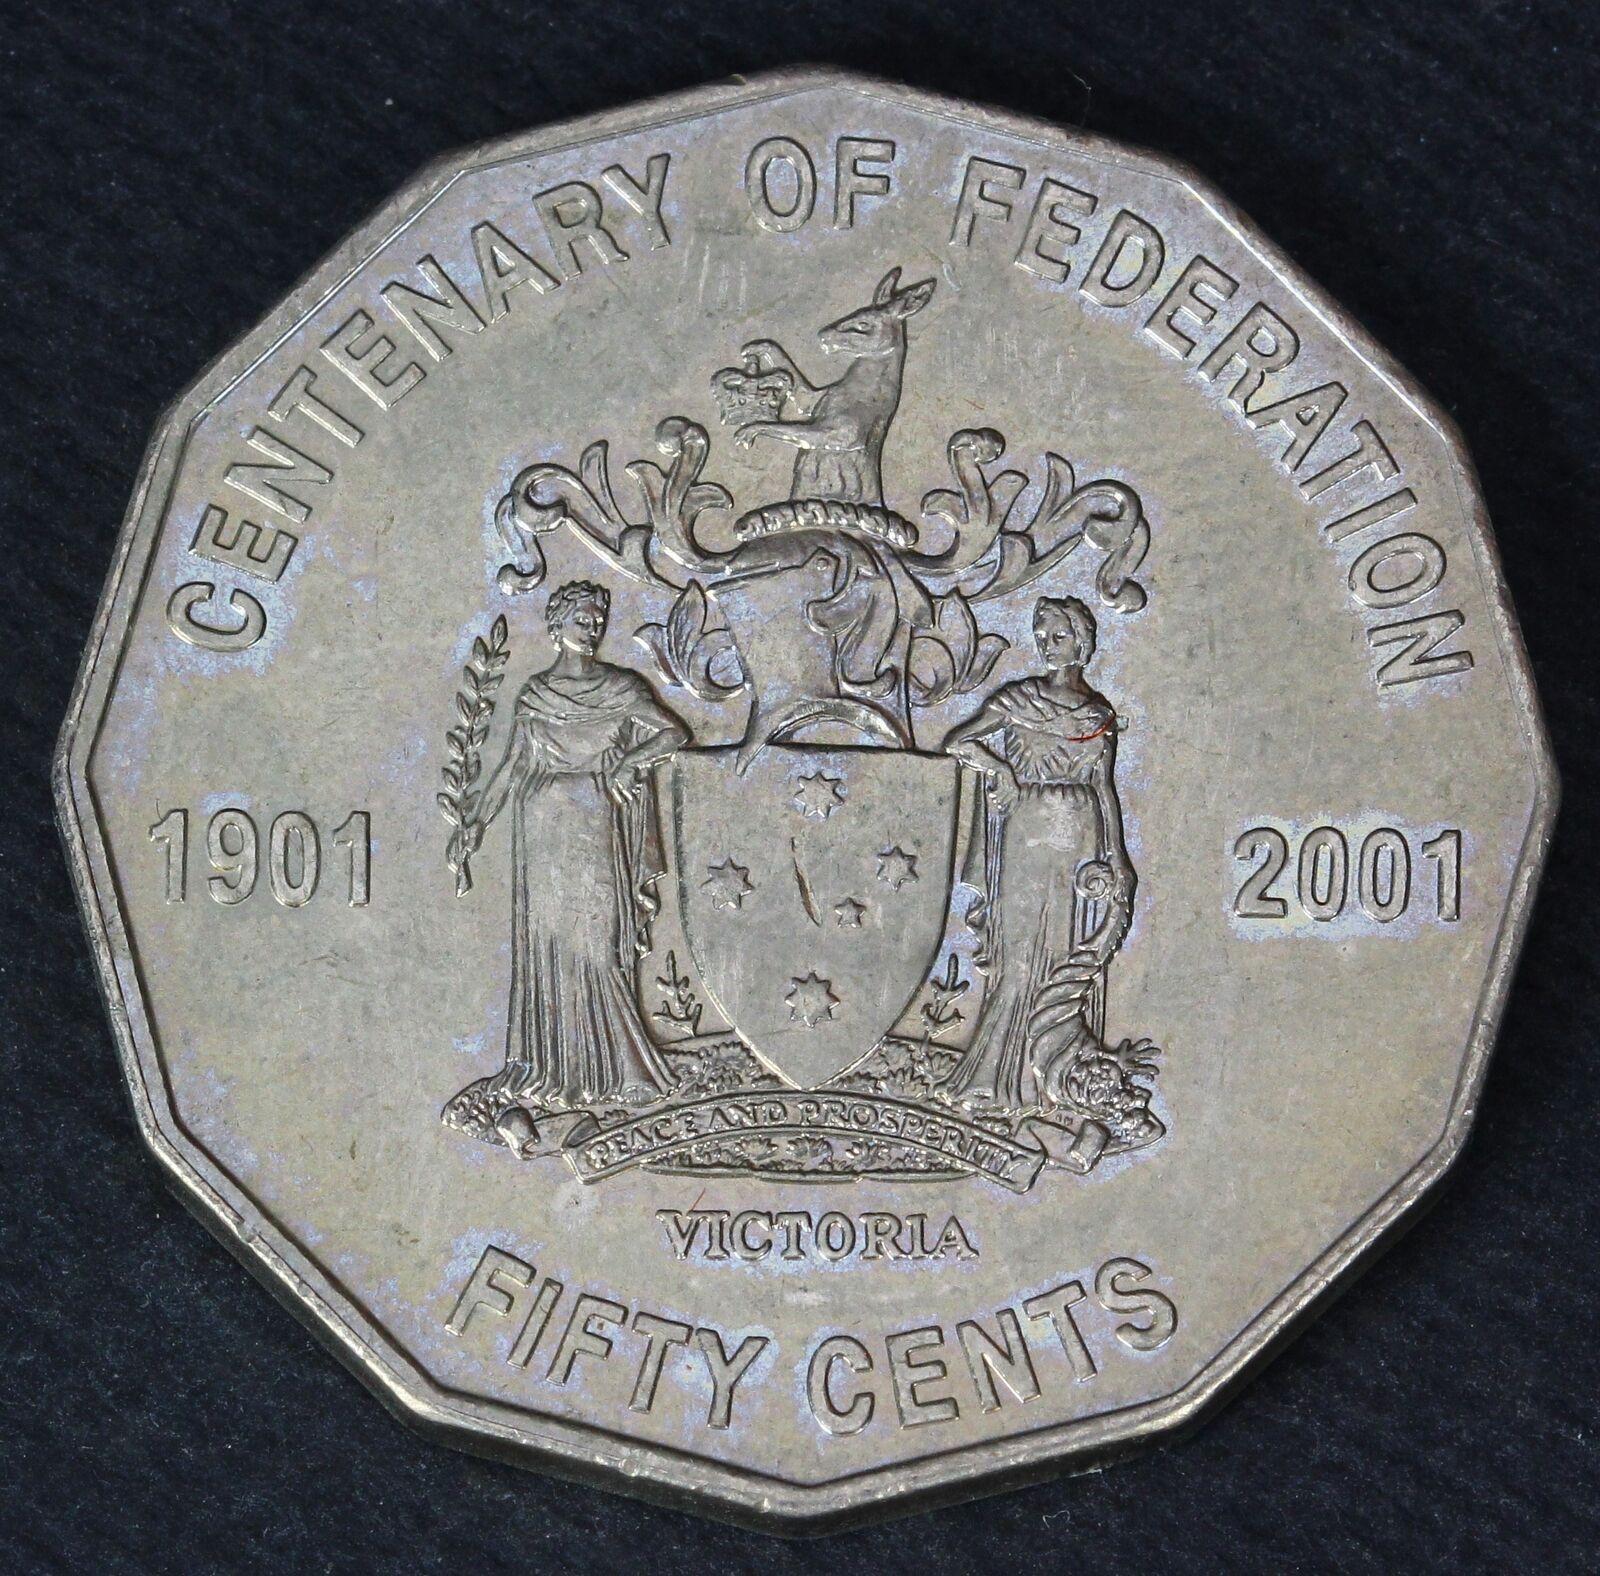 CENTENARY OF FEDERATION
1901
2001
PEACE AND PROSPERITY
VICTORIA
FIFTY CENTS